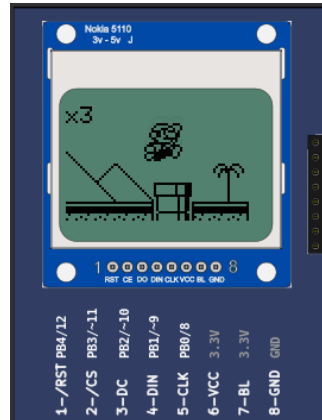 Nokia 5110
3v - 5v J
x3
1 8
RST CE DO DIN CLK VCC BL GND
1-/RST PB4/12
2-/CS PB3/~11
3-DC PB2/~10
4-DIN PB1/~9
5-CLK PB0/8
6-VCC 3.3V
7-BL 3.3V
8-GND GND